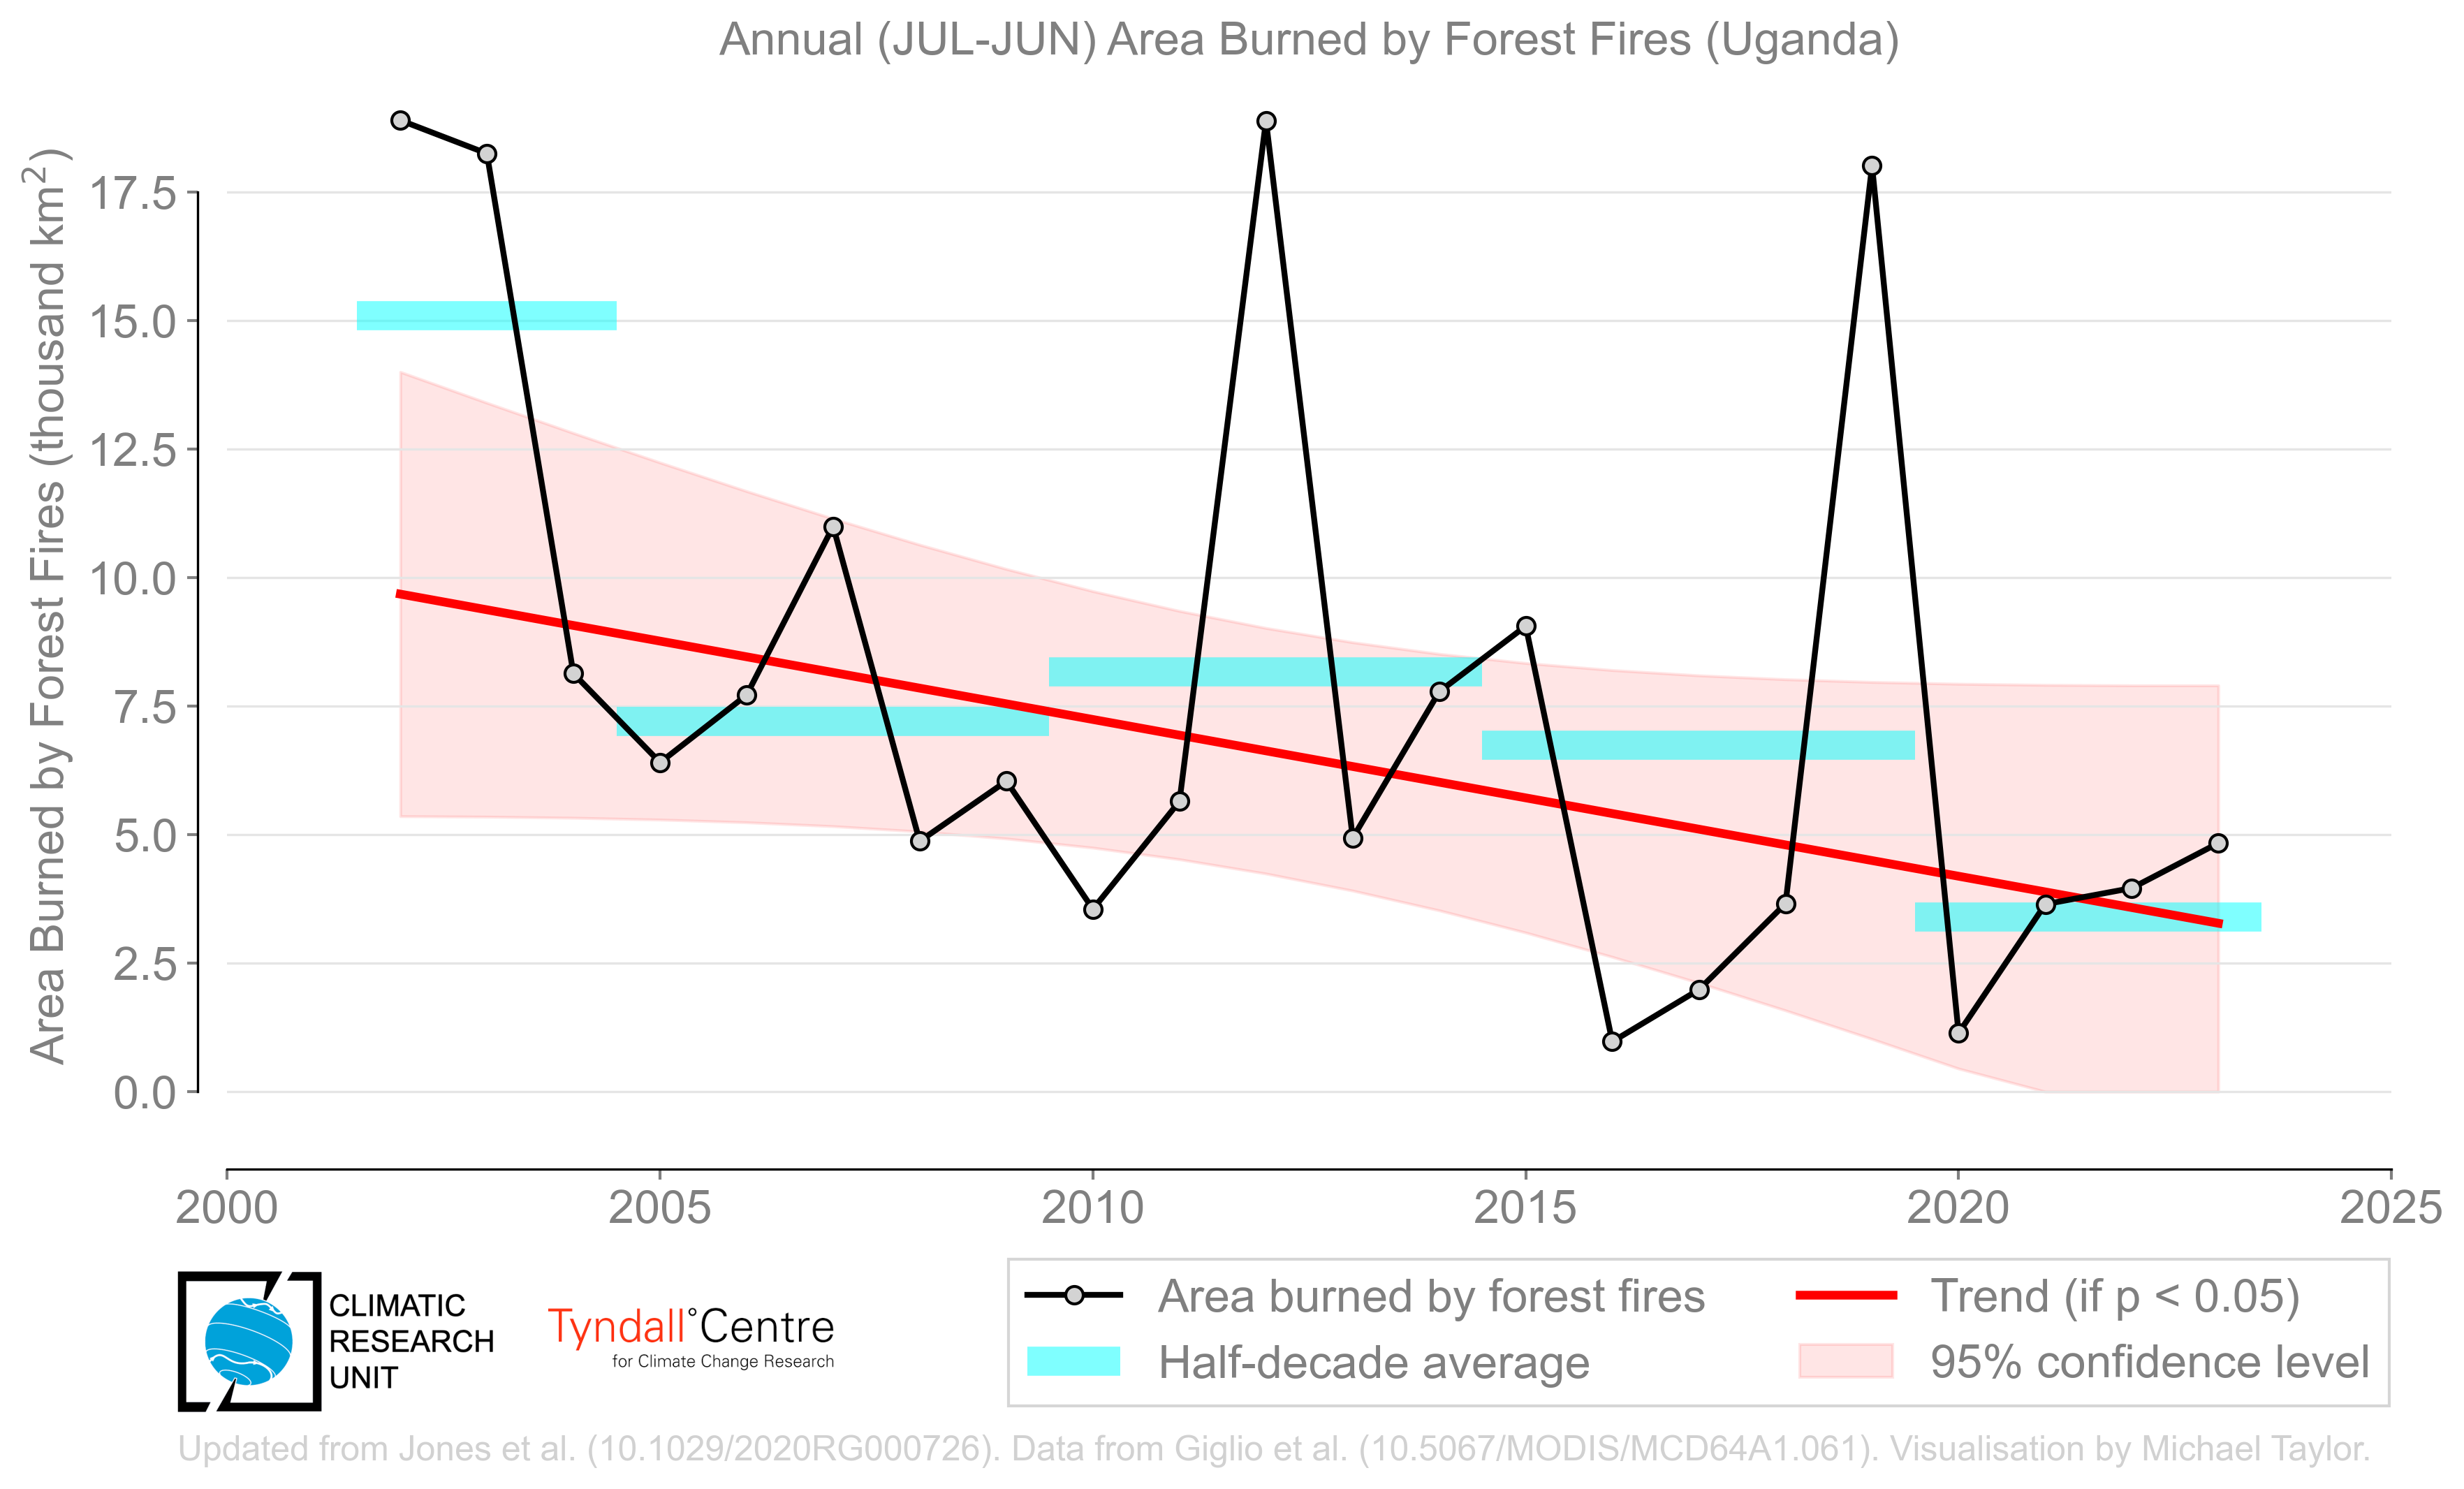 Annual (JUL-JUN) Area Burned by Forest Fires (Uganda)
Area Burned by Forest Fires (thousand km²)
17.5
15.0
12.5
10.0
7.5
5.0
2.5
0.0
2000 2005 2010 2015 2020 2025
Area burned by forest fires
Trend (if p < 0.05)
Half-decade average
95% confidence level
CLIMATIC
RESEARCH
UNIT
Tyndall°Centre
for Climate Change Research
Updated from Jones et al. (10.1029/2020RG000726). Data from Giglio et al. (10.5067/MODIS/MCD64A1.061). Visualisation by Michael Taylor.